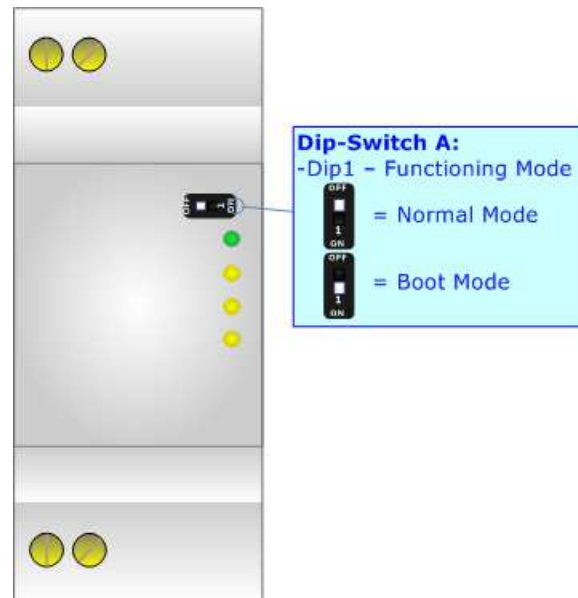 OFF 1 ON
Dip-Switch A:
-Dip1 – Functioning Mode
OFF
1
ON
= Normal Mode
OFF
1
ON
= Boot Mode